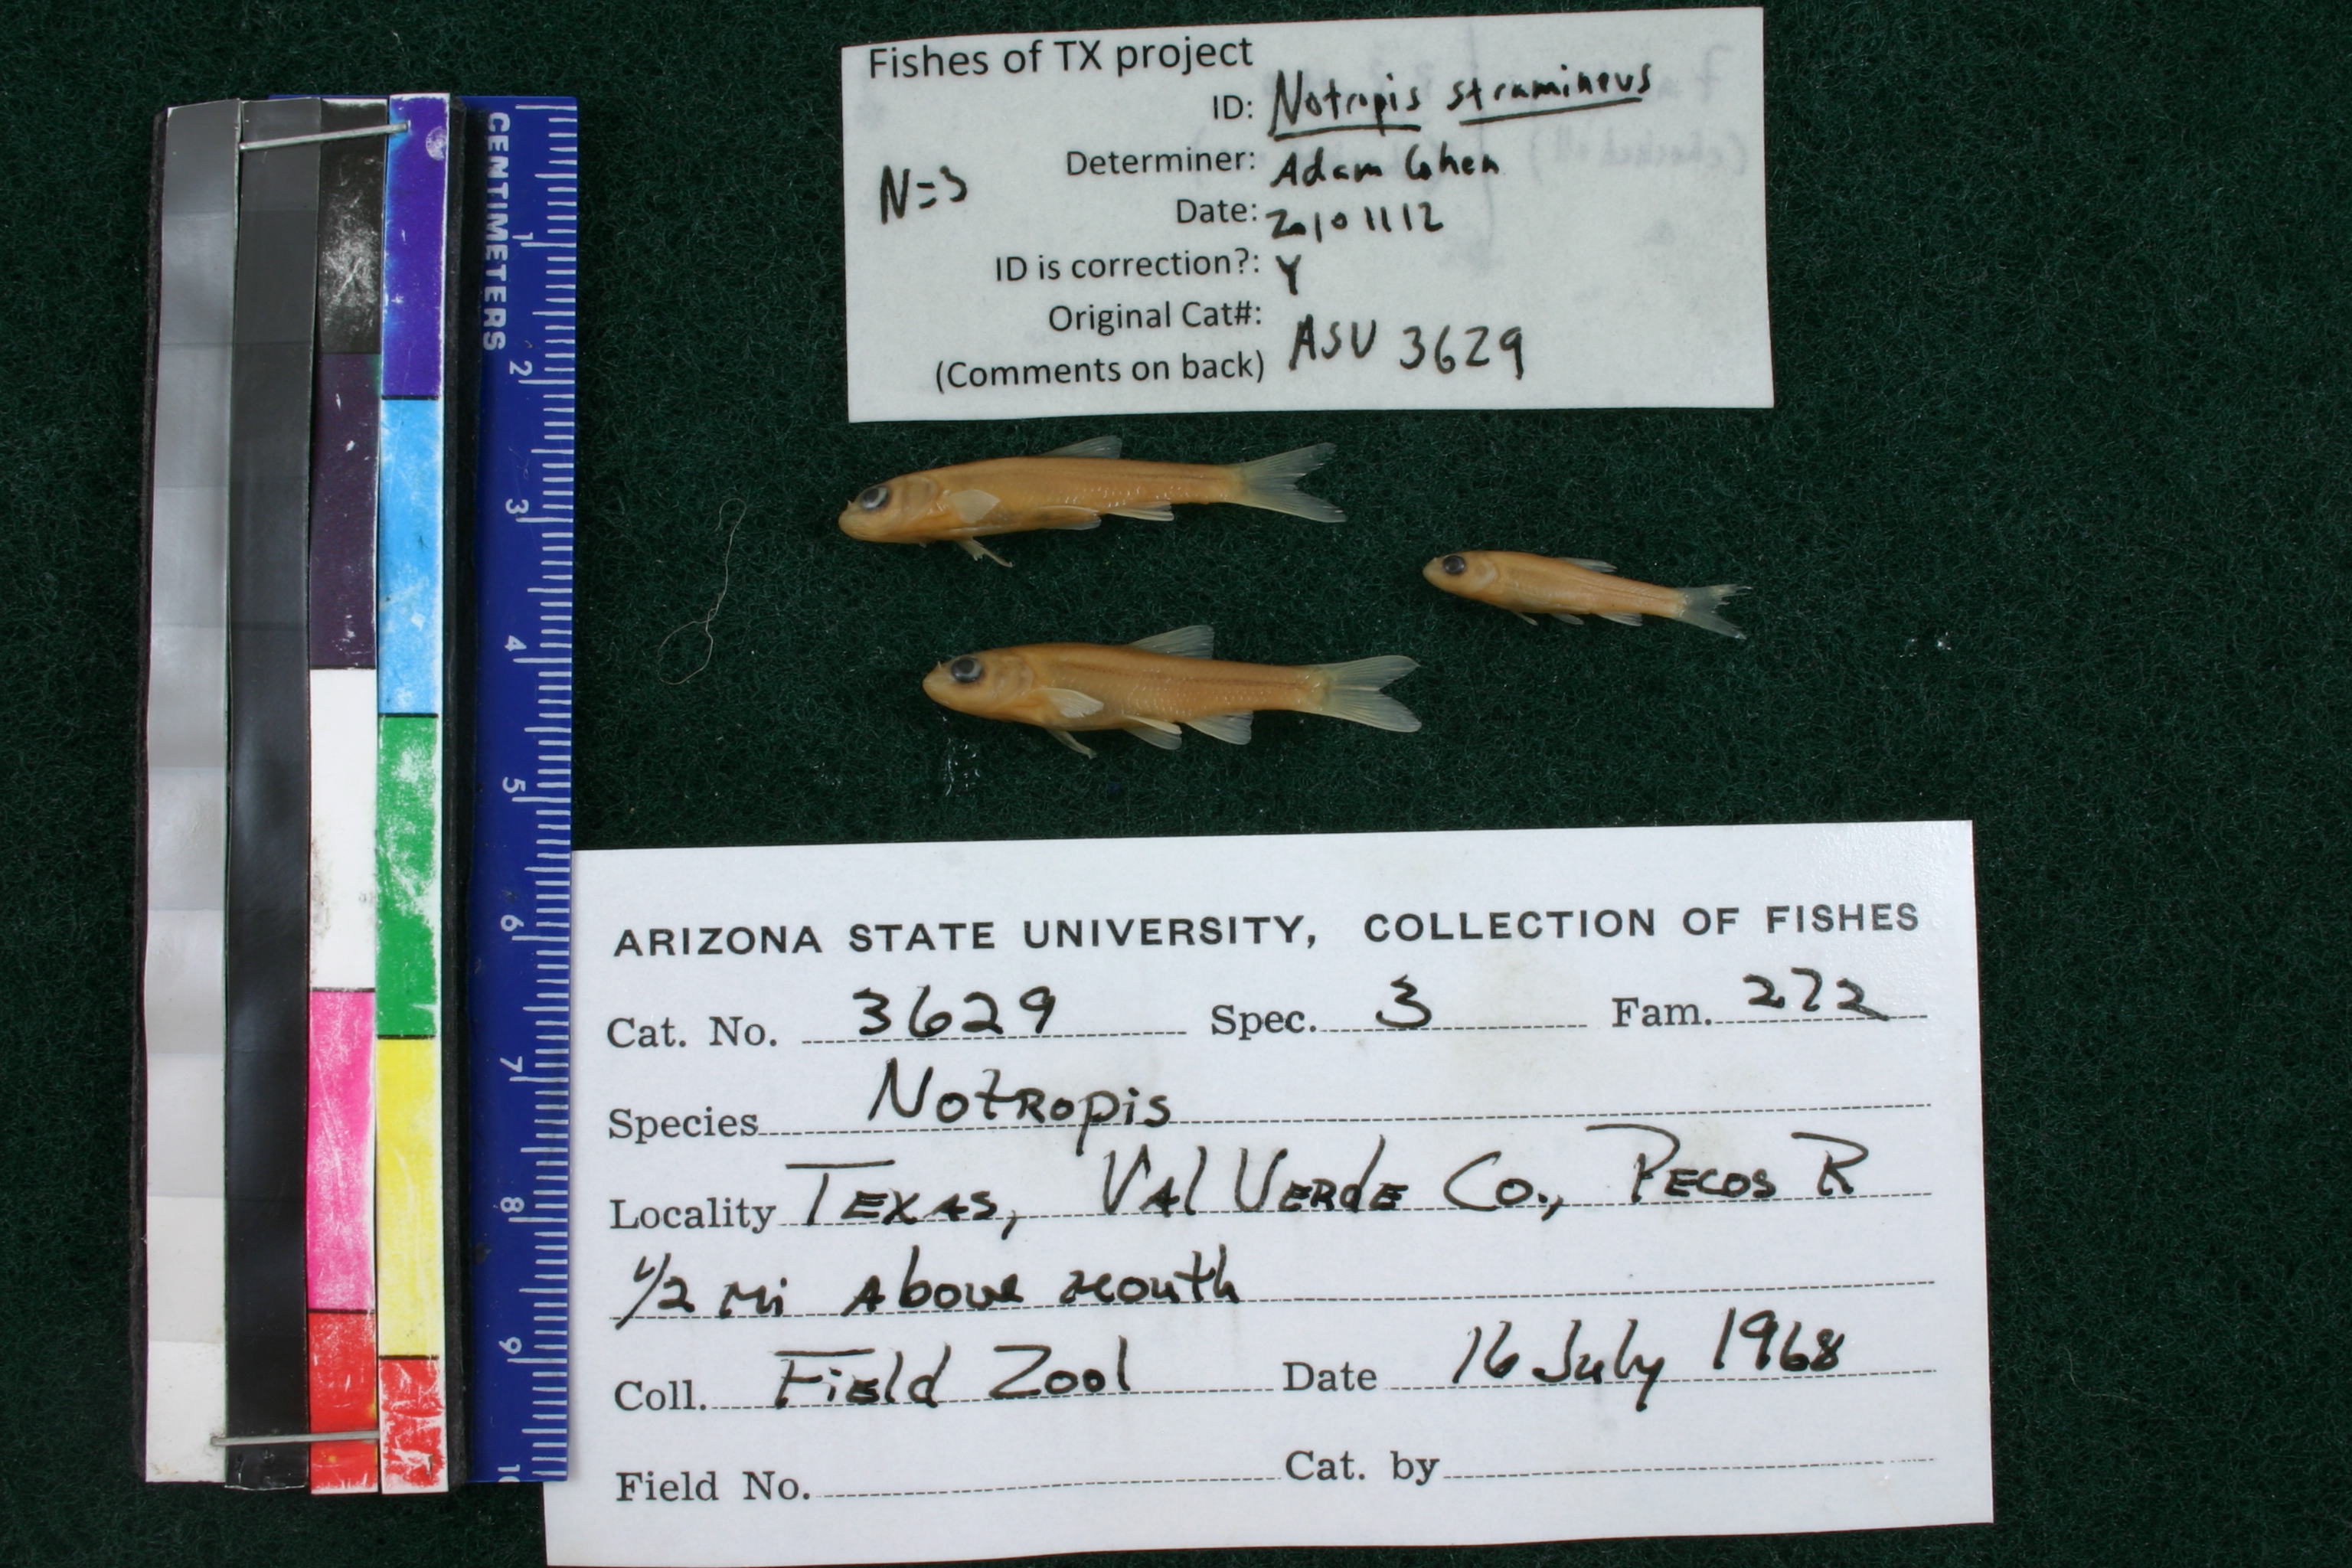 Fishes of TX project
ID: Notropis stramineus
Determiner: Adam Cohen
N=3
Date: 20101112
ID is correction?: Y
Original Cat#:
ASU 3629
(Comments on back)
CENTIMETERS
1
2
3
4
5
6
7
8
9
10
ARIZONA STATE UNIVERSITY, COLLECTION OF FISHES
Cat. No. 3629 Spec. 3 Fam. 272
Species Notropis
Locality Texas, Val Verde Co., Pecos R
1/2 mi above mouth
Coll. Field Zool Date 16 July 1968
Field No. Cat. by